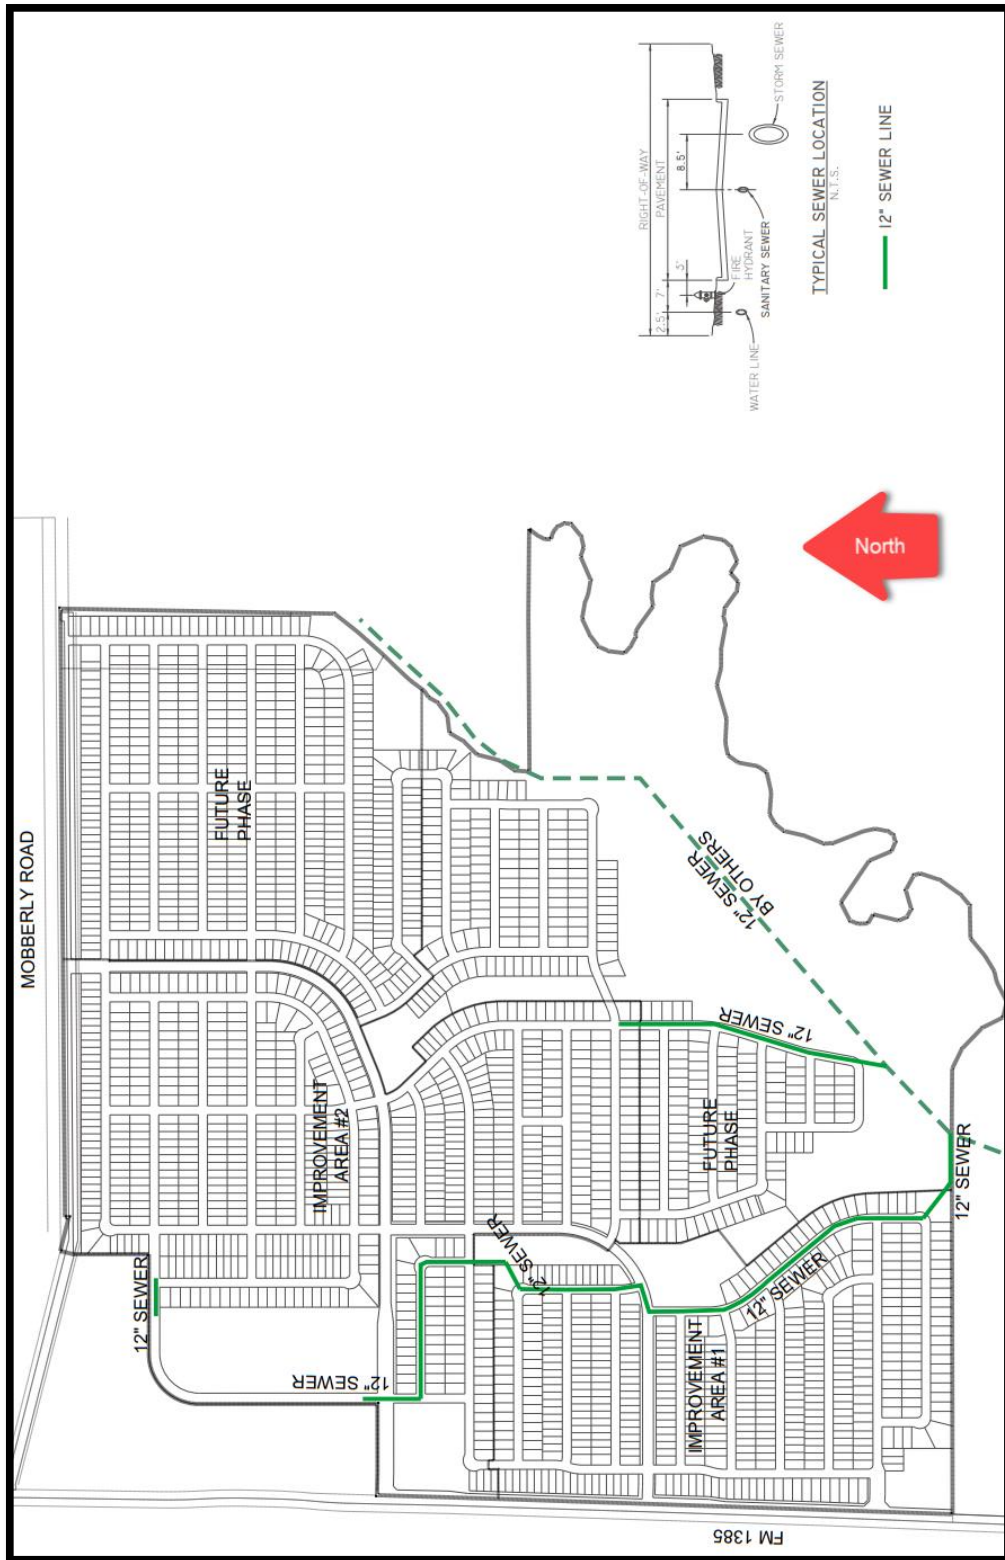 RIGHT-OF-WAY
PAVEMENT
8.5'
STORM SEWER
2.5'
7'
3'
FIRE
HYDRANT
SANITARY SEWER
WATER LINE
TYPICAL SEWER LOCATION
N.T.S.
12" SEWER LINE
North
MOBBERLY ROAD
FUTURE
PHASE
12" SEWER
BY OTHERS
12" SEWER
IMPROVEMENT
AREA #2
FUTURE
PHASE
12" SEWER
12" SEWER
12" SEWER
12" SEWER
12" SEWER
IMPROVEMENT
AREA #1
FM 1385